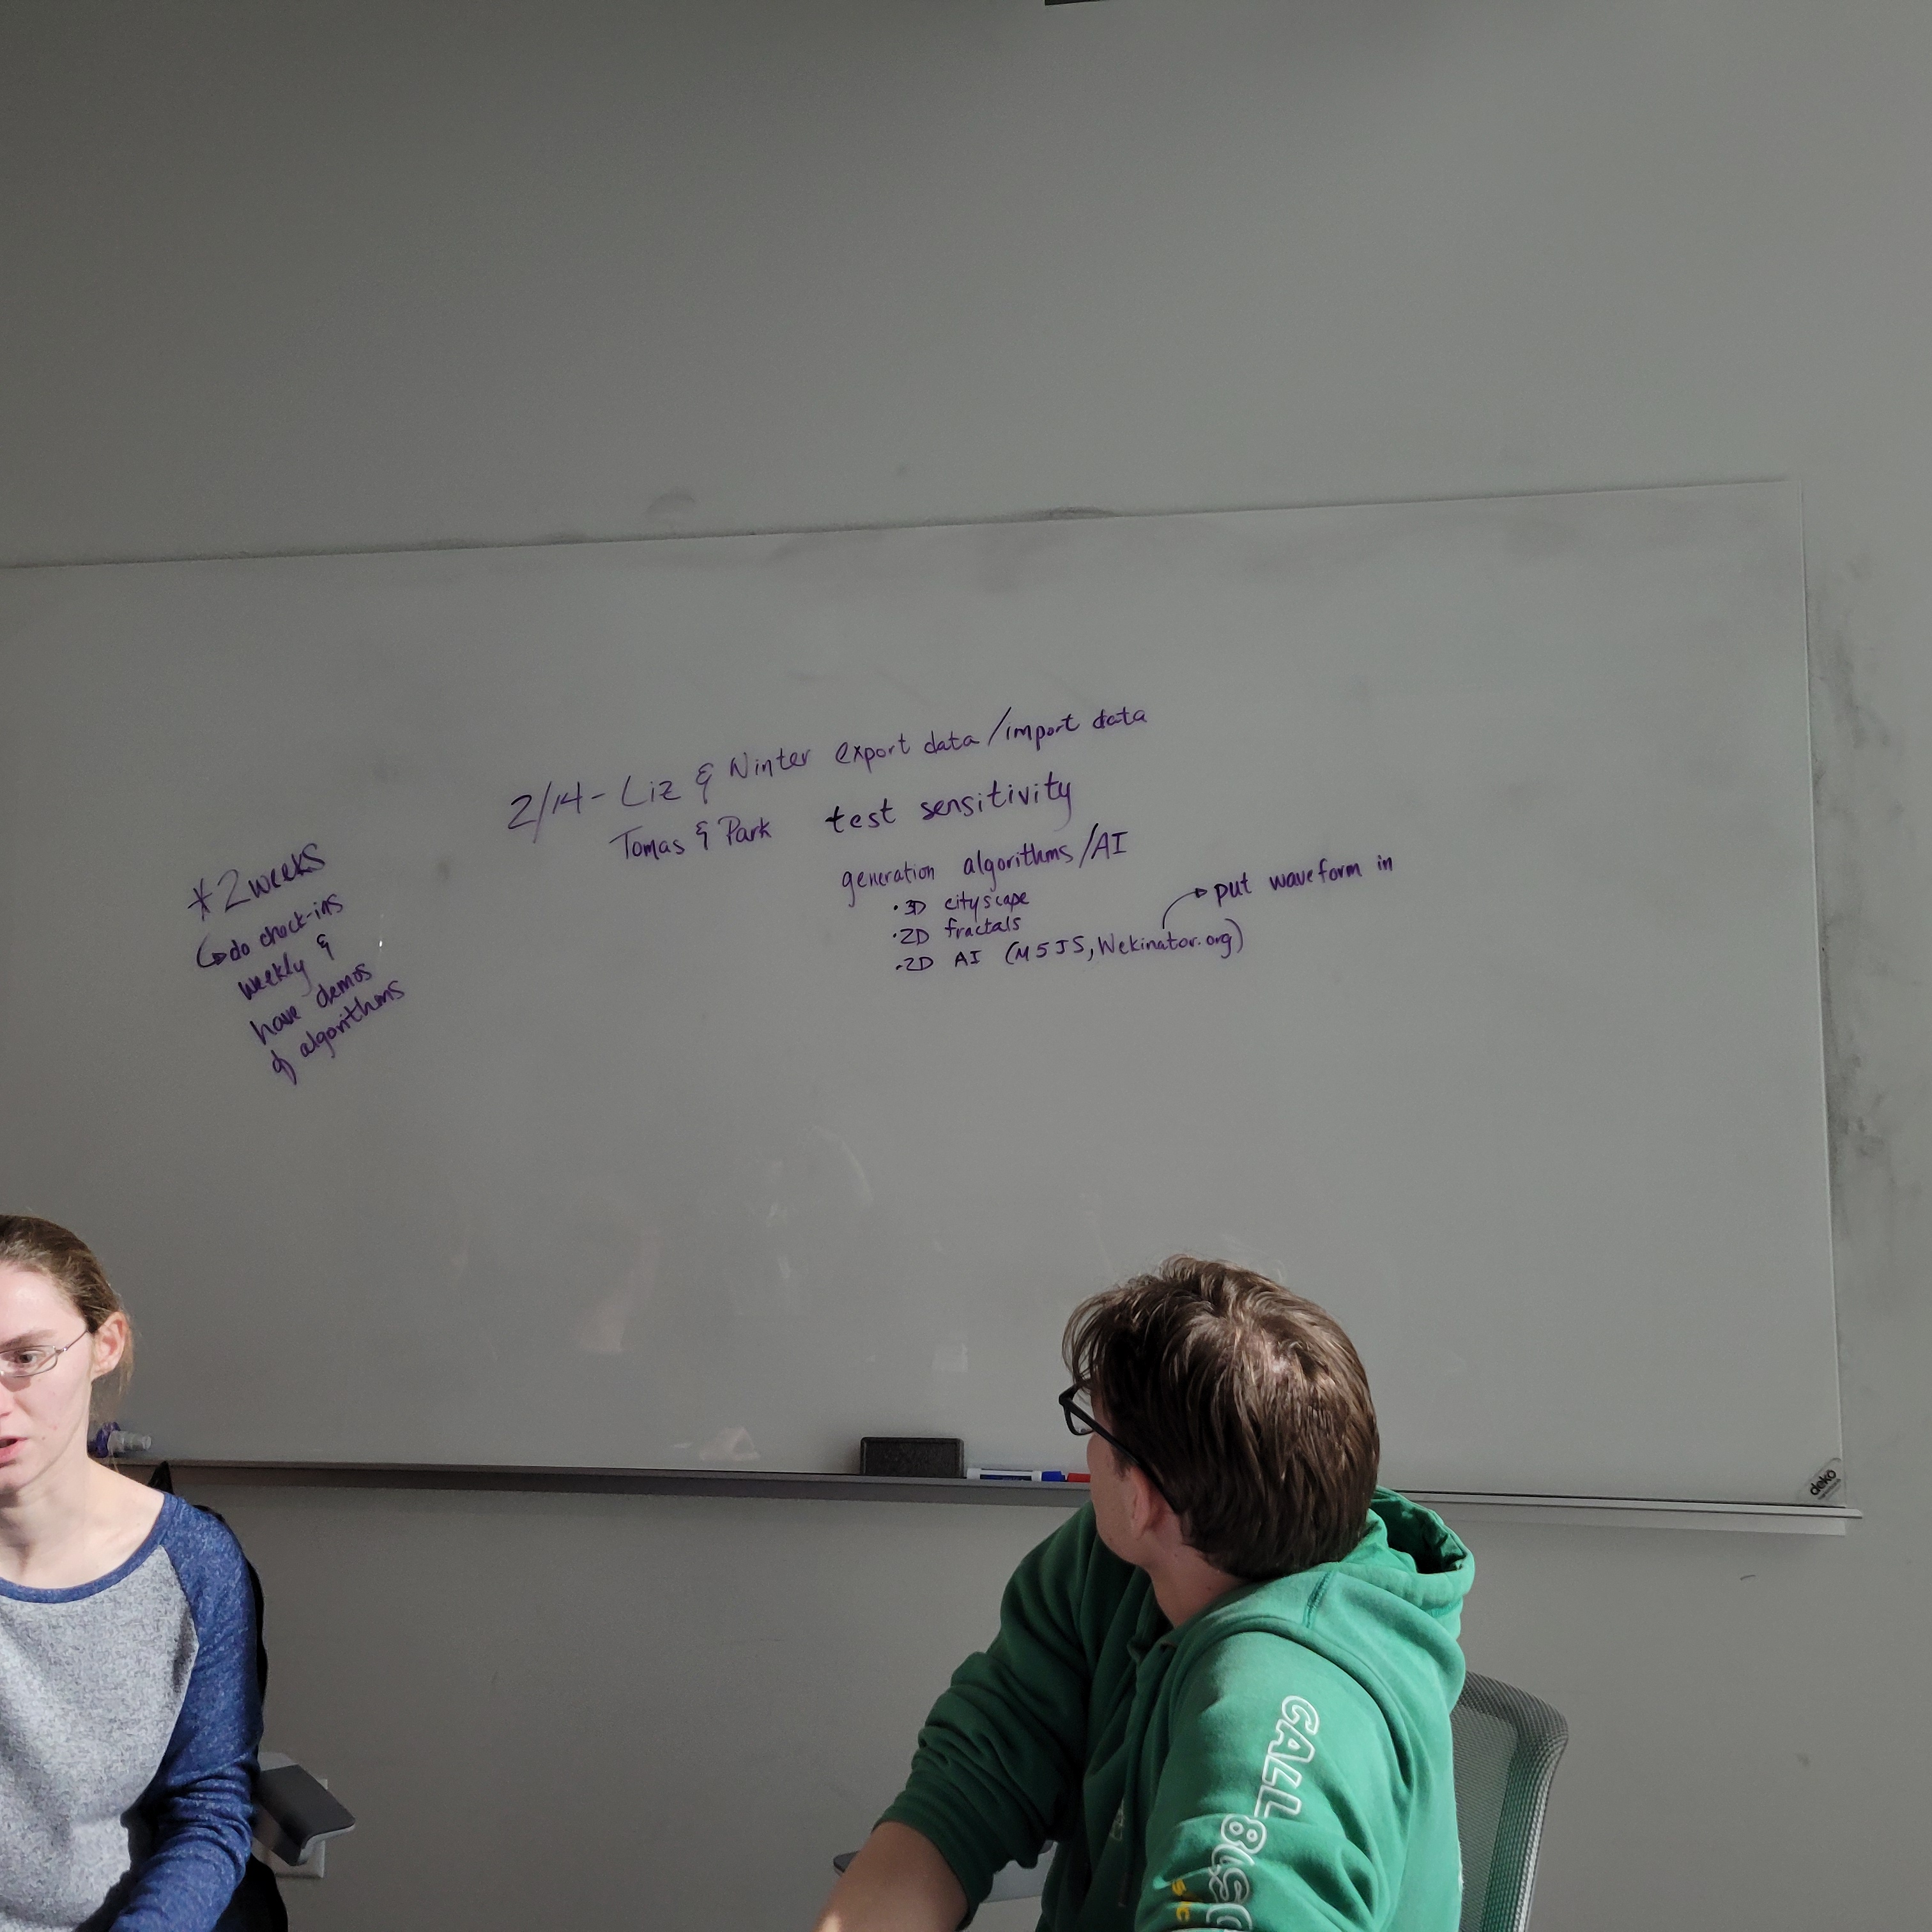 2/14 - Liz & Winter export data/import data
Tomas & Park test sensitivity
generation algorithms/AI
• 3D cityscape
• 2D fractals
• 2D AI (M5JS, Wekinator.org)
put waveform in
*2 weeks
do check-ins
weekly &
have demos
of algorithms
deko
CALL